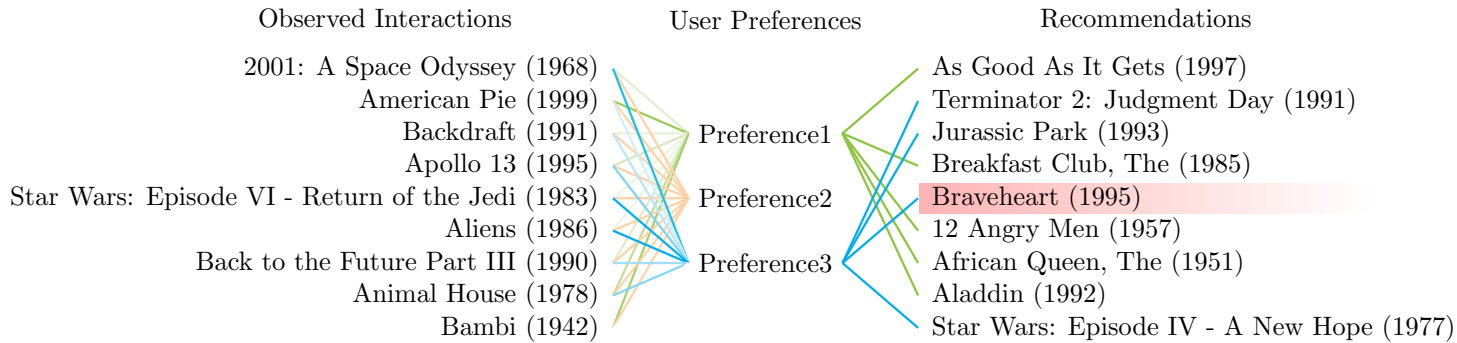 Observed Interactions
User Preferences
Recommendations
2001: A Space Odyssey (1968)
American Pie (1999)
Backdraft (1991)
Apollo 13 (1995)
Star Wars: Episode VI - Return of the Jedi (1983)
Aliens (1986)
Back to the Future Part III (1990)
Animal House (1978)
Bambi (1942)
Preference1
Preference2
Preference3
As Good As It Gets (1997)
Terminator 2: Judgment Day (1991)
Jurassic Park (1993)
Breakfast Club, The (1985)
Braveheart (1995)
12 Angry Men (1957)
African Queen, The (1951)
Aladdin (1992)
Star Wars: Episode IV - A New Hope (1977)